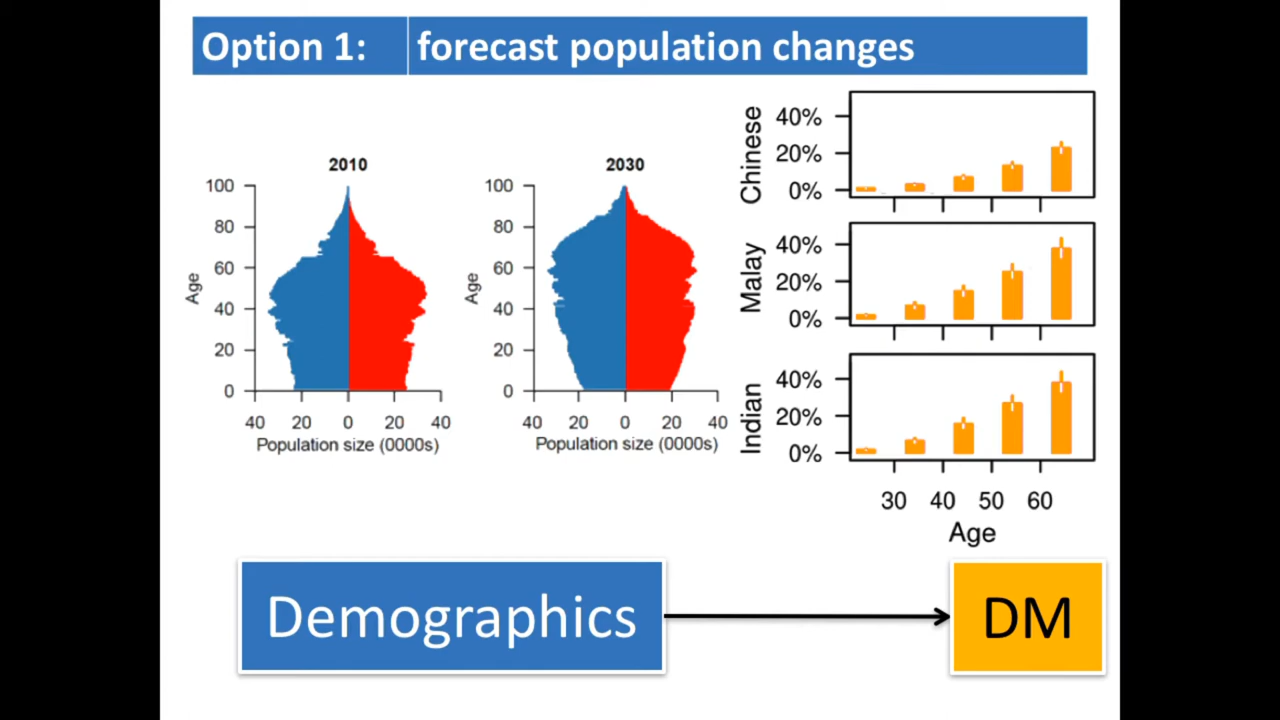 Option 1: forecast population changes
2010
100
80
60
40
20
0
Age
40 20 0 20 40
Population size (0000s)
2030
100
80
60
40
20
0
Age
40 20 0 20 40
Population size (0000s)
Chinese
40%
20%
0%
Malay
40%
20%
0%
Indian
40%
20%
0%
30 40 50 60
Age
Demographics
DM